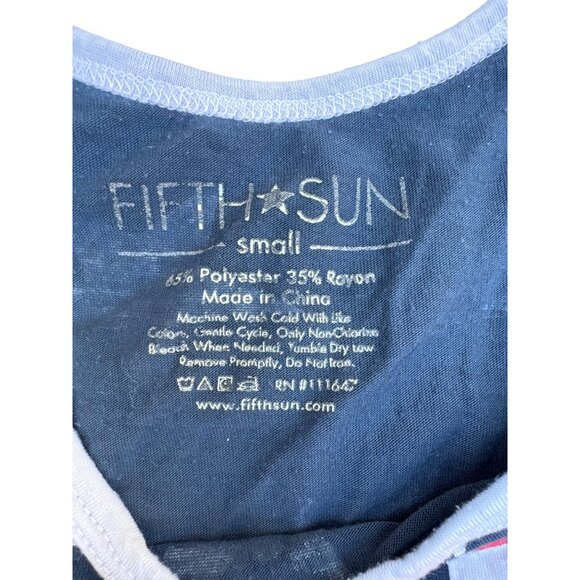 FIFTH★SUN
small
65% Polyester 35% Rayon
Made in China
Machine Wash Cold With Like
Colors, Gentle Cycle, Only Non-Chlorine
Bleach When Needed, Tumble Dry Low
Remove Promptly, Do Not Iron.
RN #111647
www.fifthsun.com